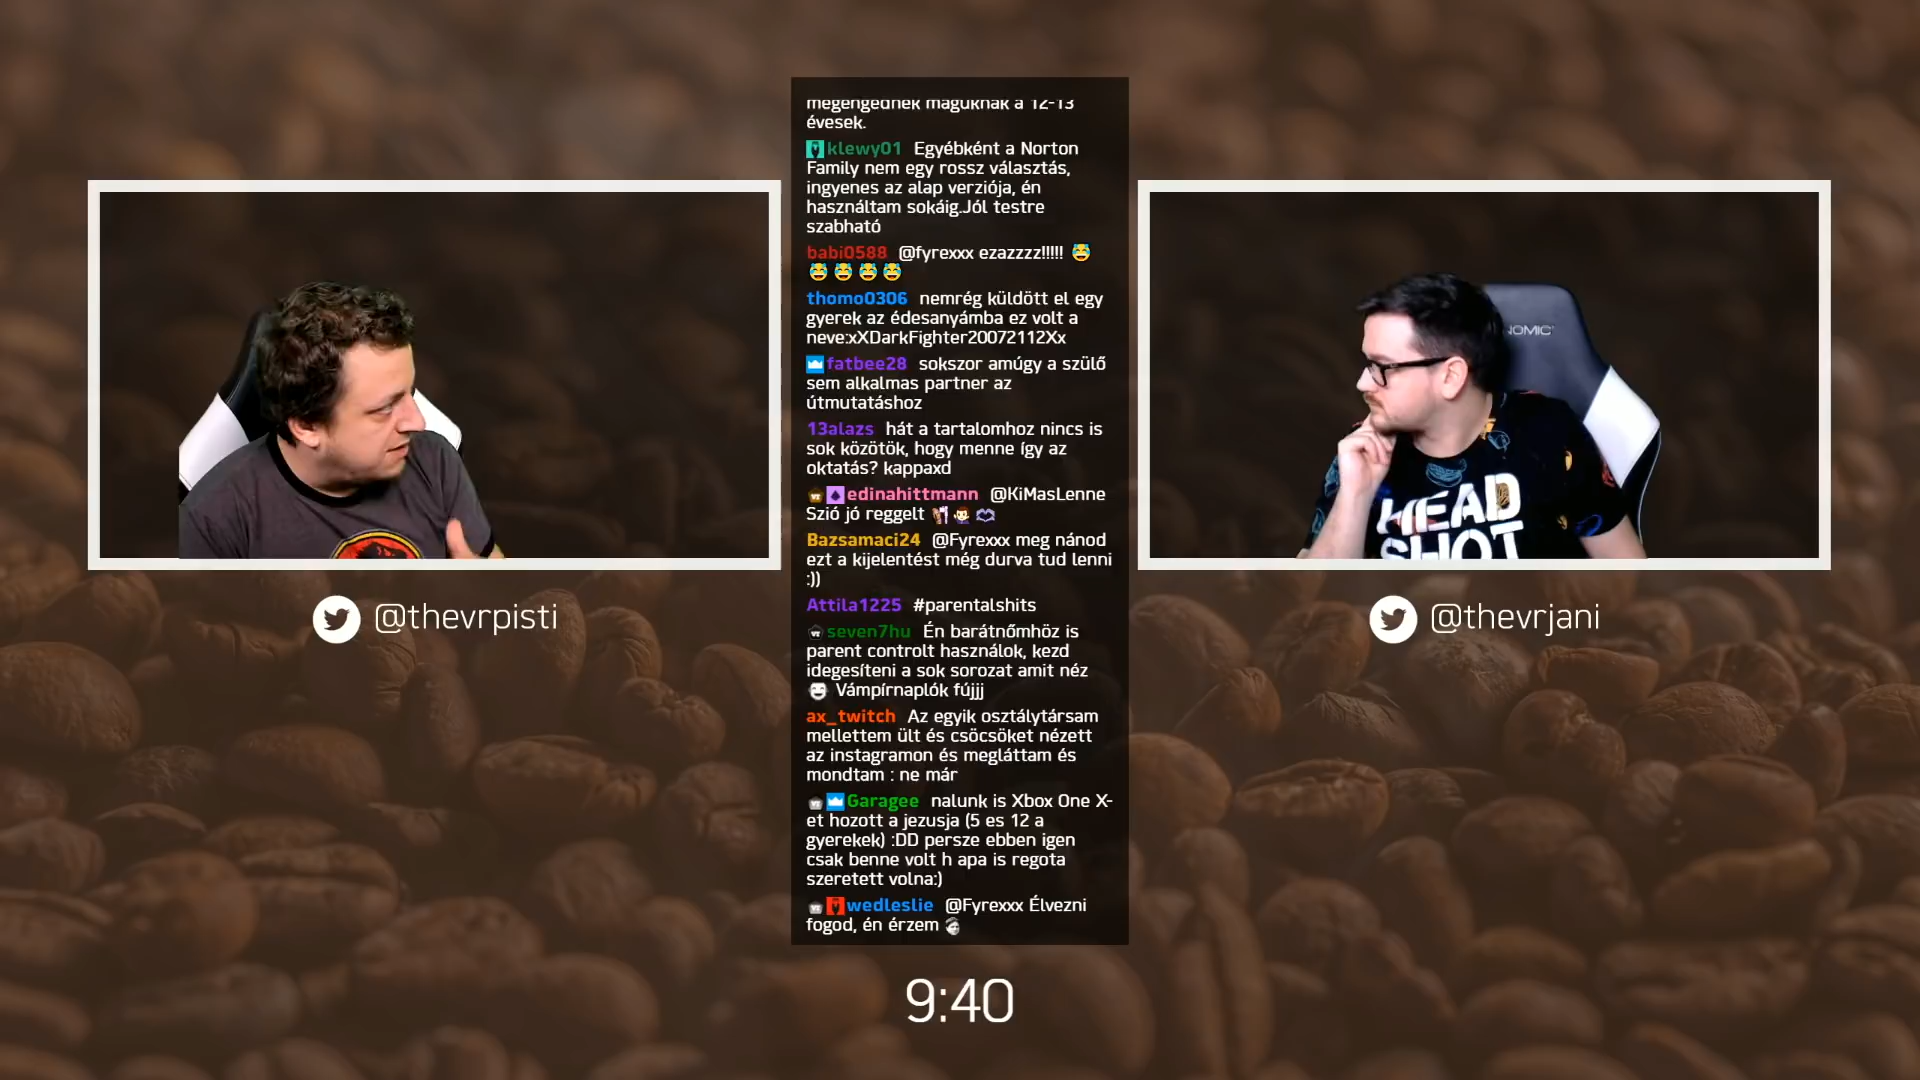 megengednek maguknak a 12-13
évesek.
klewy01 Egyébként a Norton
Family nem egy rossz választás,
ingyenes az alap verziója, én
használtam sokáig.Jól testre
szabható
babi0588 @fyrexxx ezazzzz!!!!!
thomo0306 nemrég küldött el egy
gyerek az édesanyámba ez volt a
neve:xXDarkFighter20072112Xx
fatbee28 sokszor amúgy a szülő
sem alkalmas partner az
útmutatáshoz
13alazs hát a tartalomhoz nincs is
sok közötök, hogy menne így az
oktatás? kappaxd
edinahittmann @KiMasLenne
Szió jó reggelt
Bazsamaci24 @Fyrexxx meg nánod
ezt a kijelentést még durva tud lenni
:))
Attila1225 #parentalshits
seven7hu Én barátnőmhöz is
parent controlt használok, kezd
idegesíteni a sok sorozat amit néz
Vámpírnaplók fújjj
ax_twitch Az egyik osztálytársam
mellettem ült és csöcsöket nézett
az instagramon és megláttam és
mondtam : ne már
Garagee nalunk is Xbox One X-
et hozott a jezusja (5 es 12 a
gyerekek) :DD persze ebben igen
csak benne volt h apa is regota
szeretett volna:)
wedleslie @Fyrexxx Élvezni
fogod, én érzem
@thevrpisti
NOMIC
HEAD
SHOT
@thevrjani
9:40